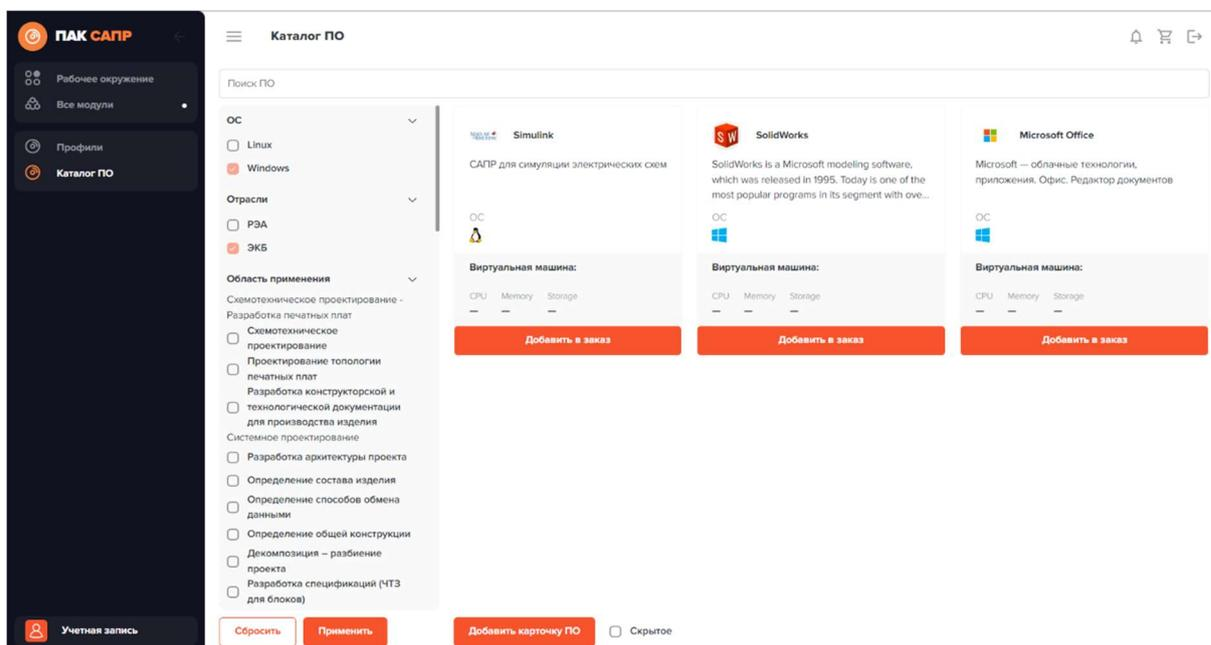 ПАК САПР
Рабочее окружение
Все модули
Профили
Каталог ПО
Учетная запись
Каталог ПО
Поиск ПО
ОС
Linux
Windows
Отрасли
РЭА
ЭКБ
Область применения
Схемотехническое проектирование -
Разработка печатных плат
Схемотехническое
проектирование
Проектирование топологии
печатных плат
Разработка конструкторской и
технологической документации
для производства изделия
Системное проектирование
Разработка архитектуры проекта
Определение состава изделия
Определение способов обмена
данными
Определение общей конструкции
Декомпозиция – разбиение
проекта
Разработка спецификаций (ЧТЗ
для блоков)
Сбросить
Применить
Simulink
САПР для симуляции электрических схем
ОС
Виртуальная машина:
CPU Memory Storage
— — —
Добавить в заказ
SW
SolidWorks
SolidWorks is a Microsoft modeling software,
which was released in 1995. Today is one of the
most popular programs in its segment with ove...
ОС
Виртуальная машина:
CPU Memory Storage
— — —
Добавить в заказ
Microsoft Office
Microsoft — облачные технологии,
приложения. Офис. Редактор документов
ОС
Виртуальная машина:
CPU Memory Storage
— — —
Добавить в заказ
Добавить карточку ПО
Скрытое